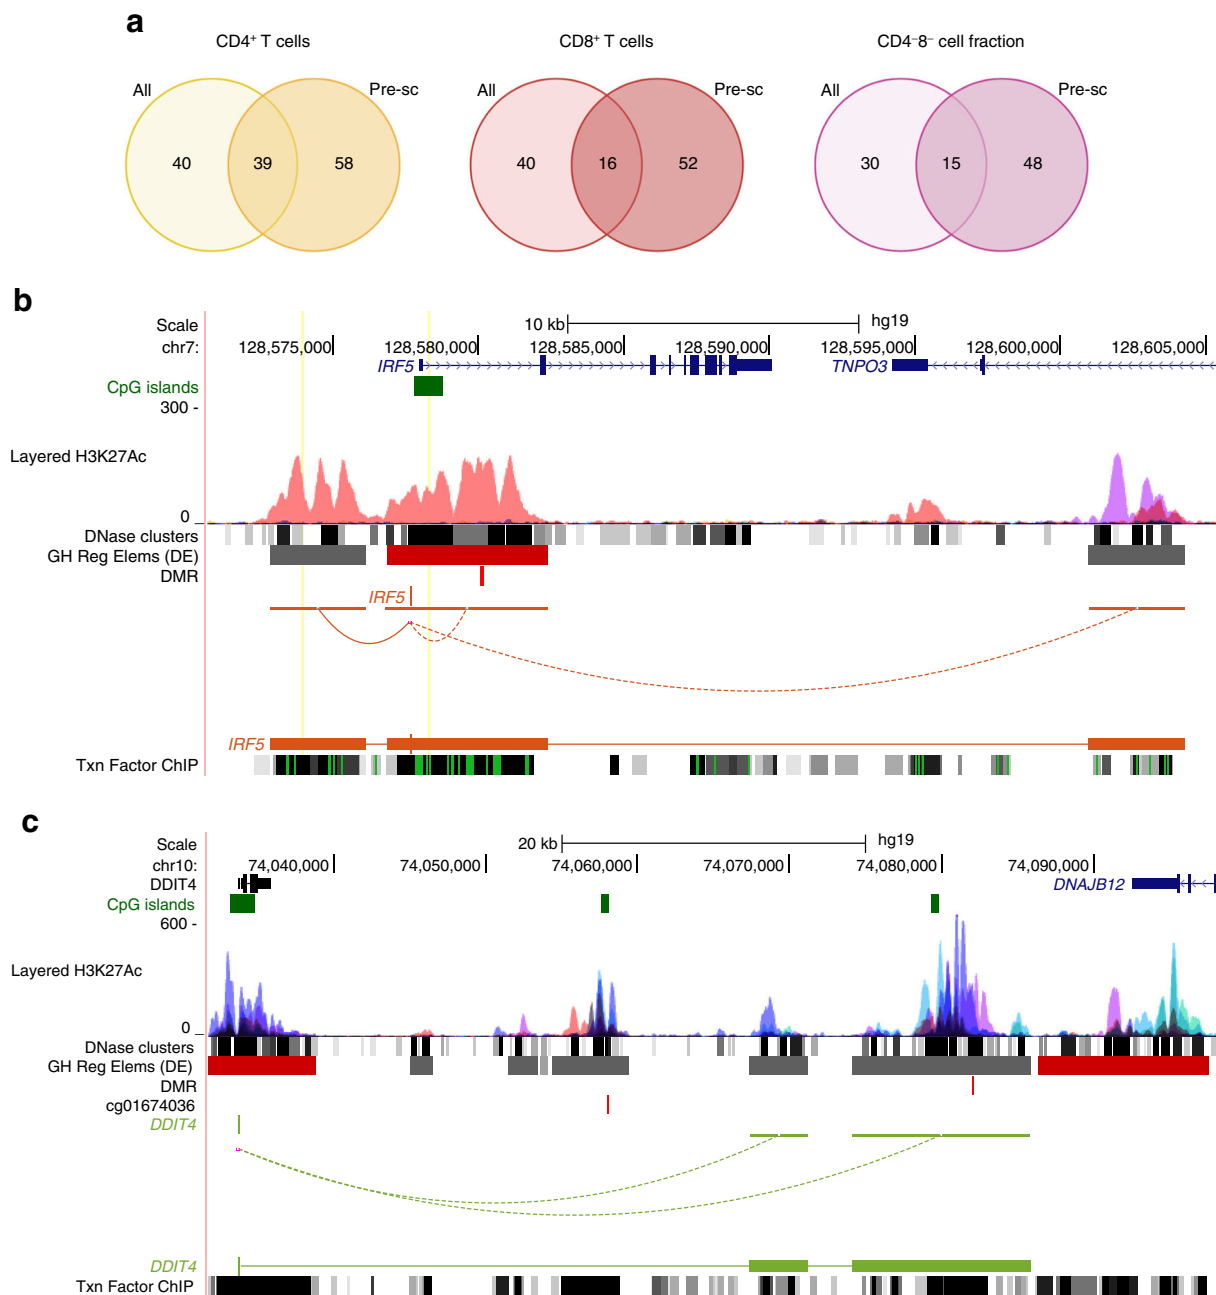 a
CD4⁺ T cells
CD8⁺ T cells
CD4⁻8⁻ cell fraction
All
Pre-sc
All
Pre-sc
All
Pre-sc
40
39
58
40
16
52
30
15
48
b
Scale
10 kb
hg19
chr7:
128,575,000
128,580,000
128,585,000
128,590,000
128,595,000
128,600,000
128,605,000
IRF5
TNPO3
CpG islands
300 -
Layered H3K27Ac
0 _
DNase clusters
GH Reg Elems (DE)
DMR
IRF5
IRF5
Txn Factor ChIP
c
Scale
20 kb
hg19
chr10:
74,040,000
74,050,000
74,060,000
74,070,000
74,080,000
74,090,000
DDIT4
DNAJB12
CpG islands
600 -
Layered H3K27Ac
0 _
DNase clusters
GH Reg Elems (DE)
DMR
cg01674036
DDIT4
DDIT4
Txn Factor ChIP